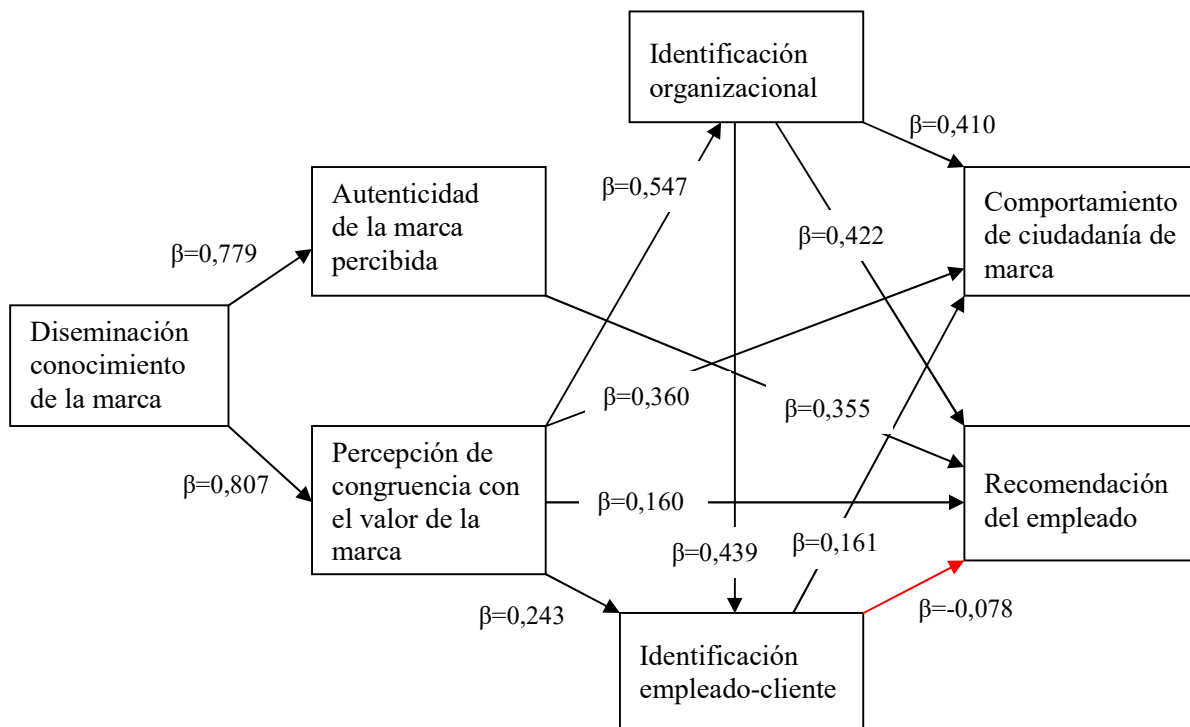 Identificación
organizacional
β=0,410
Autenticidad
de la marca
percibida
β=0,547
Comportamiento
de ciudadanía de
marca
β=0,779
β=0,422
Diseminación
conocimiento
de la marca
β=0,360
β=0,355
Percepción de
congruencia con
el valor de la
marca
β=0,807
β=0,160
Recomendación
del empleado
β=0,439
β=0,161
β=0,243
β=-0,078
Identificación
empleado-cliente